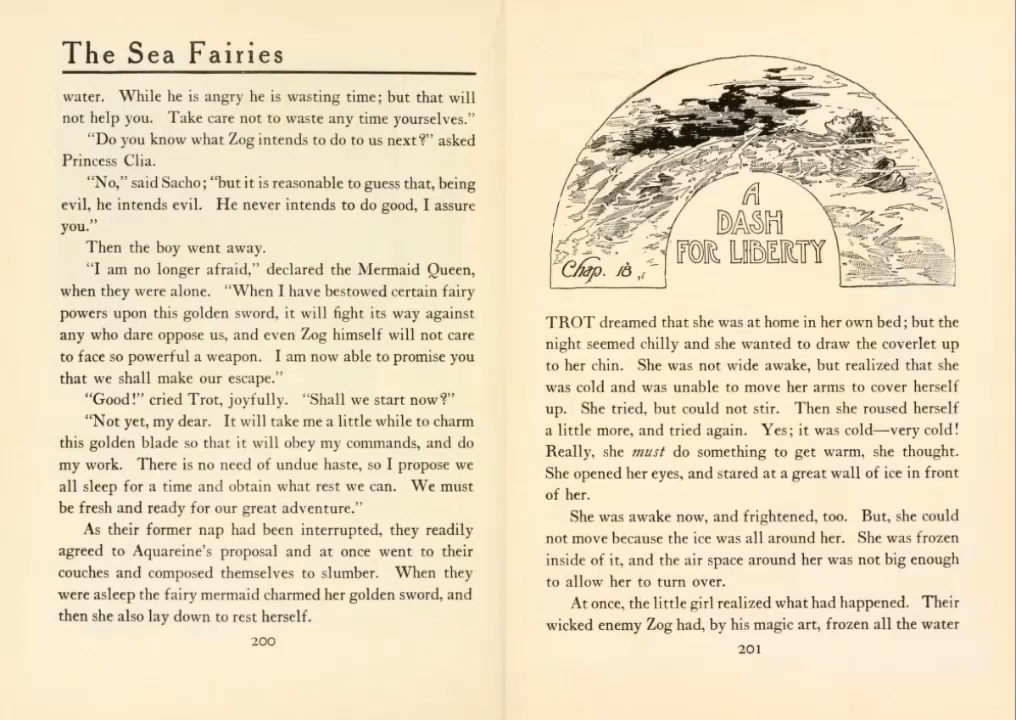 The Sea Fairies
water. While he is angry he is wasting time; but that will
not help you. Take care not to waste any time yourselves."
"Do you know what Zog intends to do to us next?" asked
Princess Clia.
"No," said Sacho; "but it is reasonable to guess that, being
evil, he intends evil. He never intends to do good, I assure
you."
Then the boy went away.
"I am no longer afraid," declared the Mermaid Queen,
when they were alone. "When I have bestowed certain fairy
powers upon this golden sword, it will fight its way against
any who dare oppose us, and even Zog himself will not care
to face so powerful a weapon. I am now able to promise you
that we shall make our escape."
"Good!" cried Trot, joyfully. "Shall we start now?"
"Not yet, my dear. It will take me a little while to charm
this golden blade so that it will obey my commands, and do
my work. There is no need of undue haste, so I propose we
all sleep for a time and obtain what rest we can. We must
be fresh and ready for our great adventure."
As their former nap had been interrupted, they readily
agreed to Aquareine's proposal and at once went to their
couches and composed themselves to slumber. When they
were asleep the fairy mermaid charmed her golden sword, and
then she also lay down to rest herself.
200
A
DASH
FOR LIBERTY
Chap. 18
TROT dreamed that she was at home in her own bed; but the
night seemed chilly and she wanted to draw the coverlet up
to her chin. She was not wide awake, but realized that she
was cold and was unable to move her arms to cover herself
up. She tried, but could not stir. Then she roused herself
a little more, and tried again. Yes; it was cold—very cold!
Really, she must do something to get warm, she thought.
She opened her eyes, and stared at a great wall of ice in front
of her.
She was awake now, and frightened, too. But, she could
not move because the ice was all around her. She was frozen
inside of it, and the air space around her was not big enough
to allow her to turn over.
At once, the little girl realized what had happened. Their
wicked enemy Zog had, by his magic art, frozen all the water
201